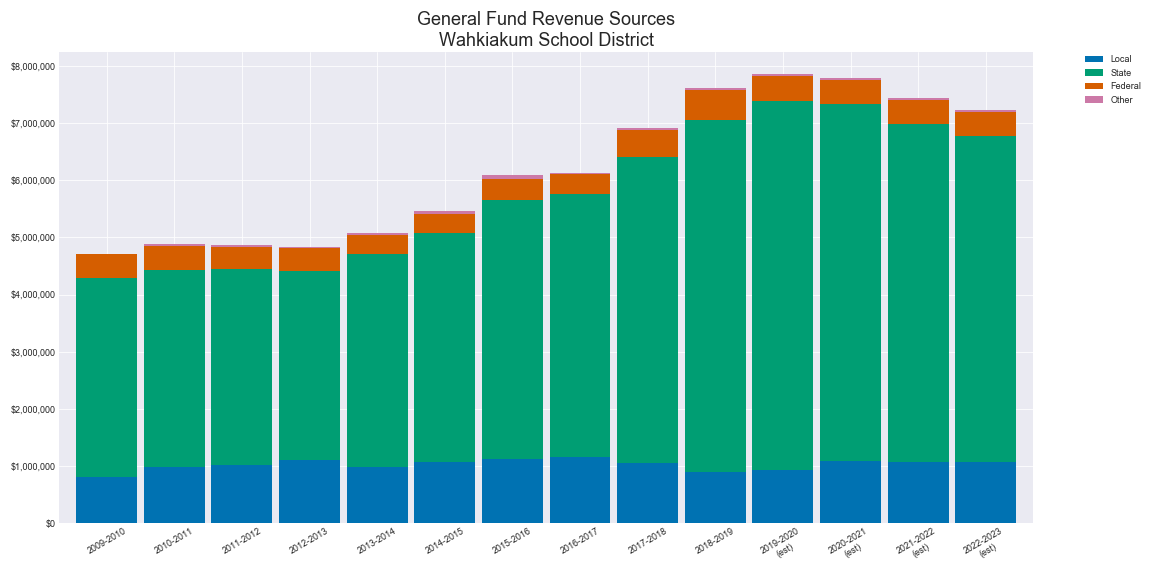 General Fund Revenue Sources
Wahkiakum School District
Local
State
Federal
Other
$8,000,000
$7,000,000
$6,000,000
$5,000,000
$4,000,000
$3,000,000
$2,000,000
$1,000,000
$0
2009-2010
2010-2011
2011-2012
2012-2013
2013-2014
2014-2015
2015-2016
2016-2017
2017-2018
2018-2019
2019-2020
(est)
2020-2021
(est)
2021-2022
(est)
2022-2023
(est)